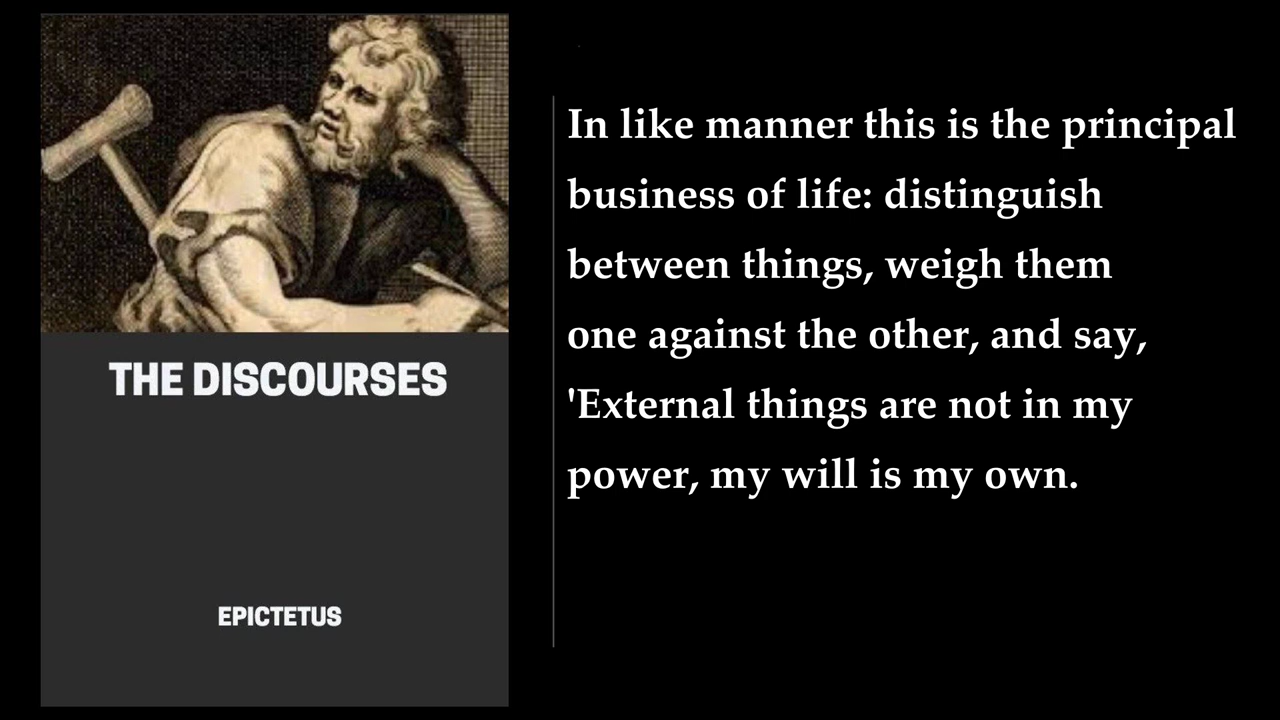 THE DISCOURSES
EPICTETUS
In like manner this is the principal
business of life: distinguish
between things, weigh them
one against the other, and say,
'External things are not in my
power, my will is my own.